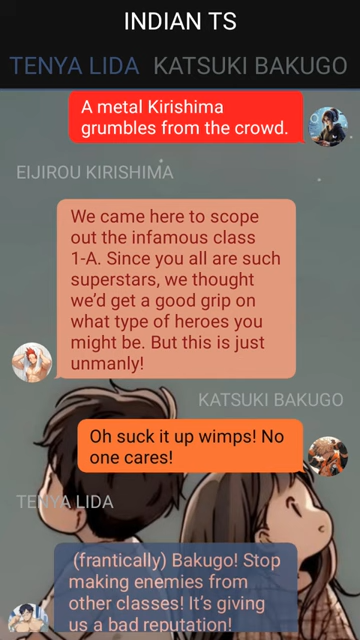 INDIAN TS
TENYA LIDA KATSUKI BAKUGO
A metal Kirishima
grumbles from the crowd.
EIJIROU KIRISHIMA
We came here to scope
out the infamous class
1-A. Since you all are such
superstars, we thought
we'd get a good grip on
what type of heroes you
might be. But this is just
unmanly!
KATSUKI BAKUGO
Oh suck it up wimps! No
one cares!
TENYA LIDA
(frantically) Bakugo! Stop
making enemies from
other classes! It's giving
us a bad reputation!